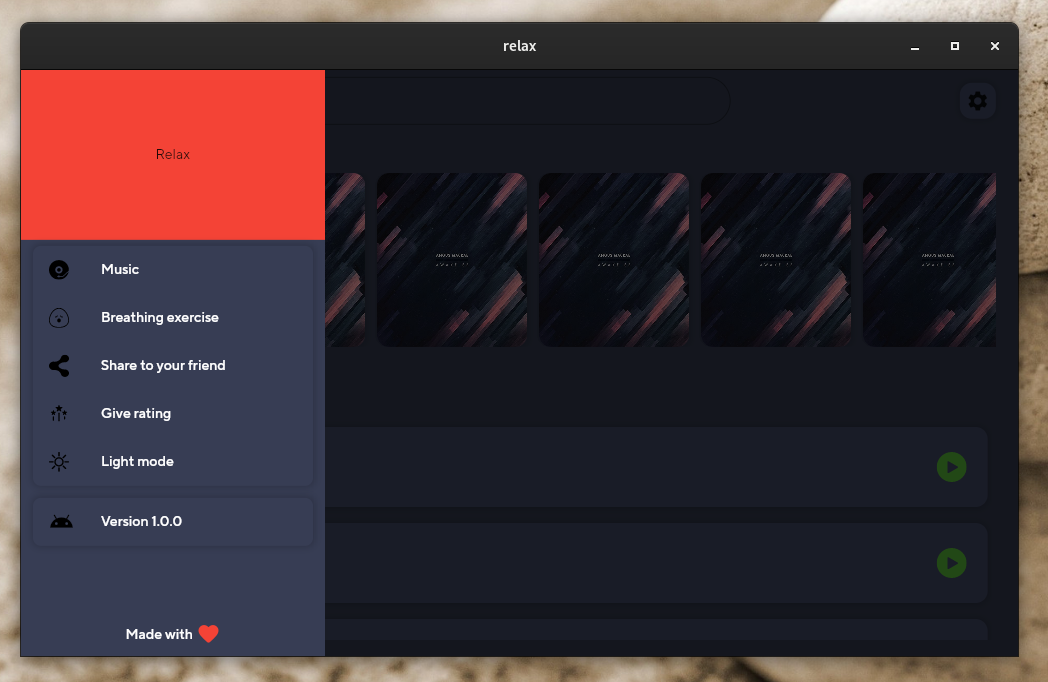 relax
Relax
Music
Breathing exercise
Share to your friend
Give rating
Light mode
Version 1.0.0
Made with